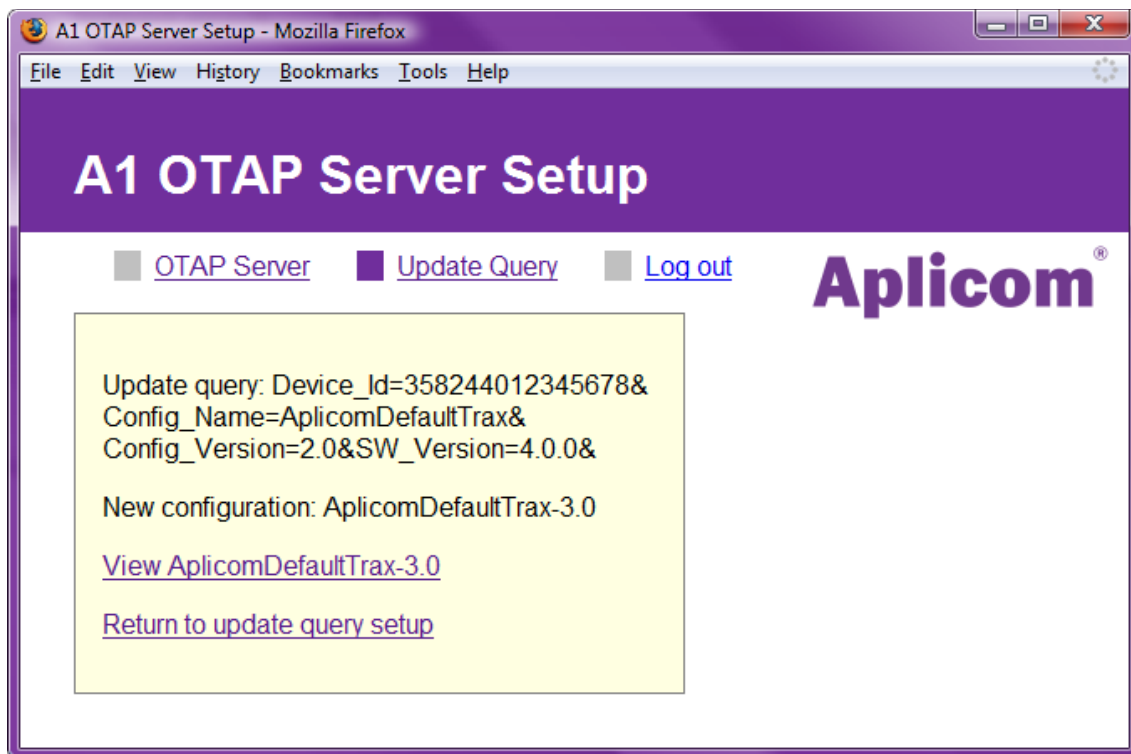 A1 OTAP Server Setup - Mozilla Firefox
File Edit View History Bookmarks Tools Help
A1 OTAP Server Setup
OTAP Server Update Query Log out
Aplicom®
Update query: Device_Id=358244012345678&
Config_Name=AplicomDefaultTrax&
Config_Version=2.0&SW_Version=4.0.0&
New configuration: AplicomDefaultTrax-3.0
View AplicomDefaultTrax-3.0
Return to update query setup